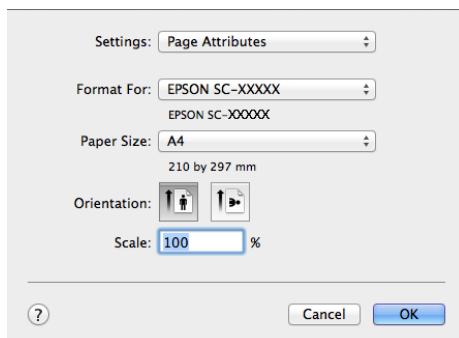 Settings: Page Attributes
Format For: EPSON SC-XXXXX
EPSON SC-XXXXX
Paper Size: A4
210 by 297 mm
Orientation:
Scale: 100 %
? Cancel OK